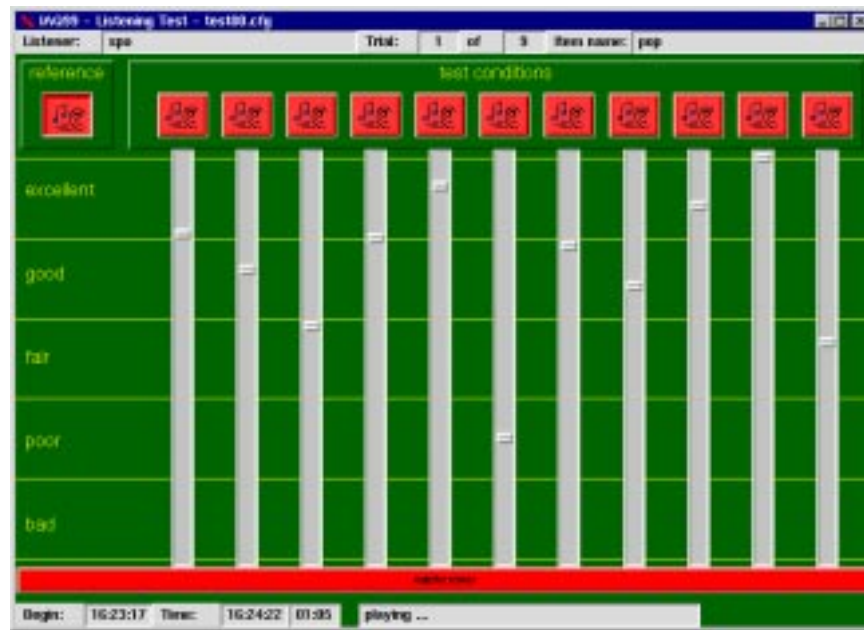 IAG99 - Listening Test - test00.cfg
Listener: spo Trial: 1 of 9 Item name: pop
reference
test conditions
excellent
good
fair
poor
bad
Begin: 16:23:17 Time: 16:24:22 01:05 playing ...